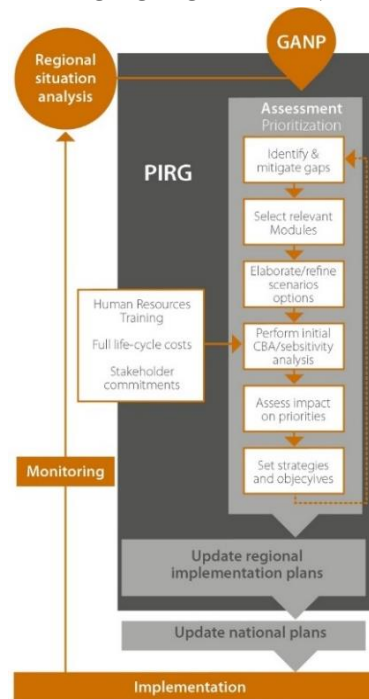 GANP
Regional
situation
analysis
Assessment
Prioritization
PIRG
Identify &
mitigate gaps
Select relevant
Modules
Elaborate/refine
scenarios
options
Human Resources
Training
Full life-cycle costs
Stakeholder
commitments
Perform initial
CBA/sebsitivity
analysis
Assess impact
on priorities
Set strategies
and objecyives
Monitoring
Update regional
implementation plans
Update national plans
Implementation